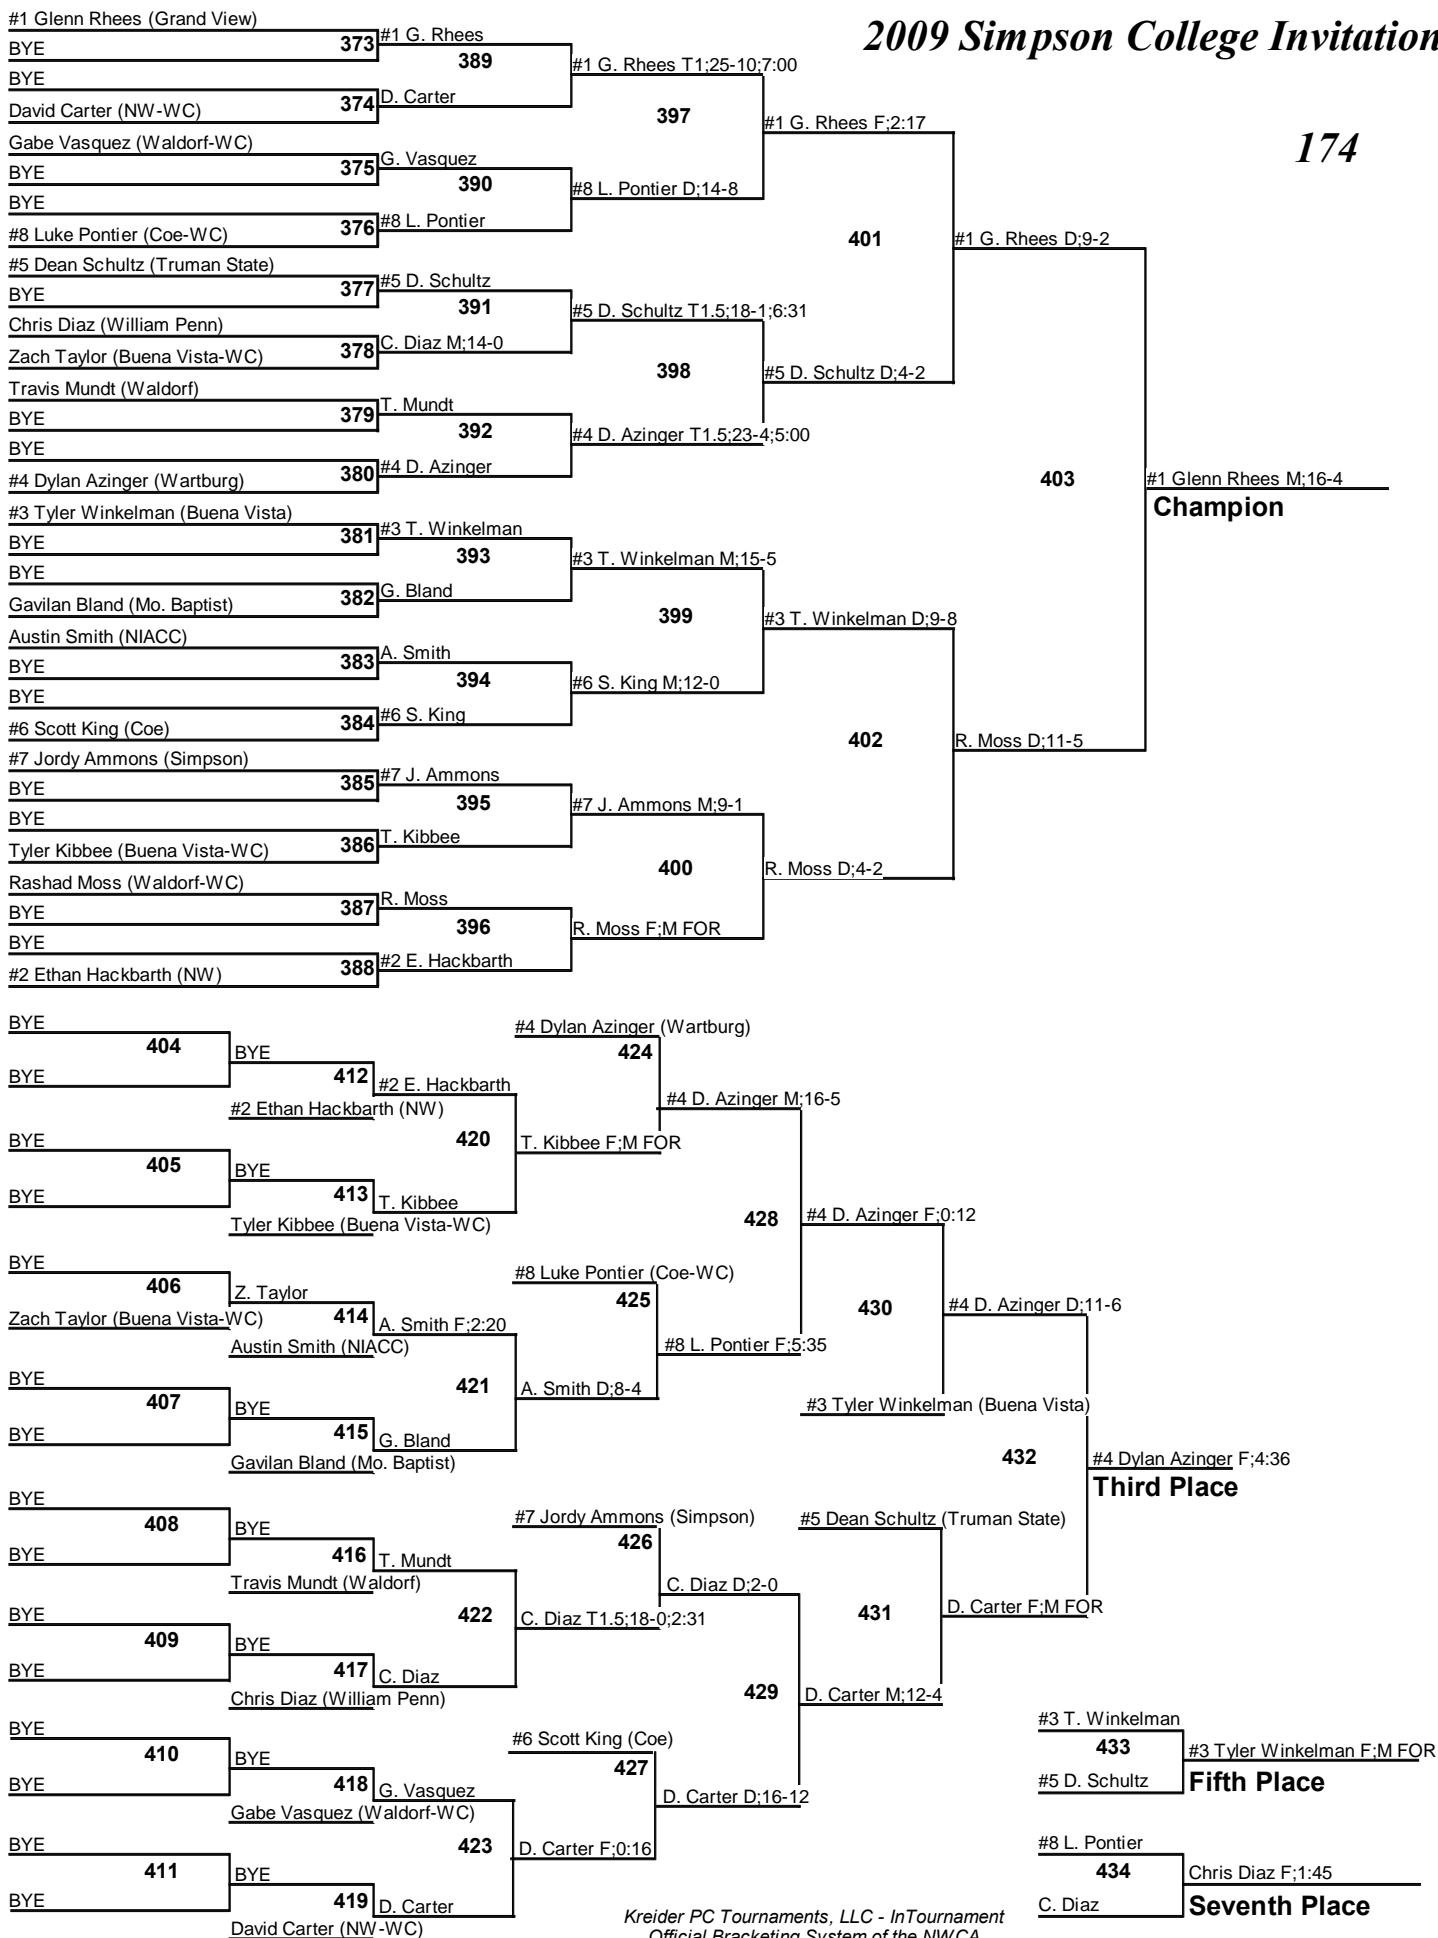 2009 Simpson College Invitation
174
#1 Glenn Rhees (Grand View)
BYE
373
#1 G. Rhees
389
BYE
David Carter (NW-WC)
374
D. Carter
#1 G. Rhees T1;25-10;7:00
397
Gabe Vasquez (Waldorf-WC)
BYE
375
G. Vasquez
390
BYE
#8 Luke Pontier (Coe-WC)
376
#8 L. Pontier
#8 L. Pontier D;14-8
#1 G. Rhees F;2:17
401
#5 Dean Schultz (Truman State)
BYE
377
#5 D. Schultz
391
Chris Diaz (William Penn)
Zach Taylor (Buena Vista-WC)
378
C. Diaz M;14-0
#5 D. Schultz T1.5;18-1;6:31
398
Travis Mundt (Waldorf)
BYE
379
T. Mundt
392
BYE
#4 Dylan Azinger (Wartburg)
380
#4 D. Azinger
#4 D. Azinger T1.5;23-4;5:00
#5 D. Schultz D;4-2
#1 G. Rhees D;9-2
403
#1 Glenn Rhees M;16-4
Champion
#3 Tyler Winkelman (Buena Vista)
BYE
381
#3 T. Winkelman
393
BYE
Gavilan Bland (Mo. Baptist)
382
G. Bland
#3 T. Winkelman M;15-5
399
Austin Smith (NIACC)
BYE
383
A. Smith
394
BYE
#6 Scott King (Coe)
384
#6 S. King
#6 S. King M;12-0
#3 T. Winkelman D;9-8
402
#7 Jordy Ammons (Simpson)
BYE
385
#7 J. Ammons
395
BYE
Tyler Kibbee (Buena Vista-WC)
386
T. Kibbee
#7 J. Ammons M;9-1
400
Rashad Moss (Waldorf-WC)
BYE
387
R. Moss
396
BYE
#2 Ethan Hackbarth (NW)
388
#2 E. Hackbarth
R. Moss F;M FOR
R. Moss D;4-2
R. Moss D;11-5
BYE
404
BYE
BYE
412
#2 Ethan Hackbarth (NW)
#2 E. Hackbarth
420
BYE
405
BYE
BYE
413
Tyler Kibbee (Buena Vista-WC)
T. Kibbee
T. Kibbee F;M FOR
#4 Dylan Azinger (Wartburg)
424
#4 D. Azinger M;16-5
428
BYE
406
Zach Taylor (Buena Vista-WC)
Z. Taylor
414
Austin Smith (NIACC)
A. Smith F;2:20
421
BYE
407
BYE
BYE
415
Gavilan Bland (Mo. Baptist)
G. Bland
A. Smith D;8-4
#8 Luke Pontier (Coe-WC)
425
#8 L. Pontier F;5:35
#4 D. Azinger F;0:12
430
#3 Tyler Winkelman (Buena Vista)
#4 D. Azinger D;11-6
432
#4 Dylan Azinger F;4:36
Third Place
BYE
408
BYE
BYE
416
Travis Mundt (Waldorf)
T. Mundt
422
BYE
409
BYE
BYE
417
Chris Diaz (William Penn)
C. Diaz
C. Diaz T1.5;18-0;2:31
#7 Jordy Ammons (Simpson)
426
C. Diaz D;2-0
429
#5 Dean Schultz (Truman State)
431
D. Carter F;M FOR
D. Carter M;12-4
BYE
410
BYE
BYE
418
Gabe Vasquez (Waldorf-WC)
G. Vasquez
423
BYE
411
BYE
BYE
419
David Carter (NW-WC)
D. Carter
D. Carter F;0:16
#6 Scott King (Coe)
427
D. Carter D;16-12
#3 T. Winkelman
433
#5 D. Schultz
#3 Tyler Winkelman F;M FOR
Fifth Place
#8 L. Pontier
434
C. Diaz
Chris Diaz F;1:45
Seventh Place
Kreider PC Tournaments, LLC - InTournament
Official Bracketing System of the NWCA